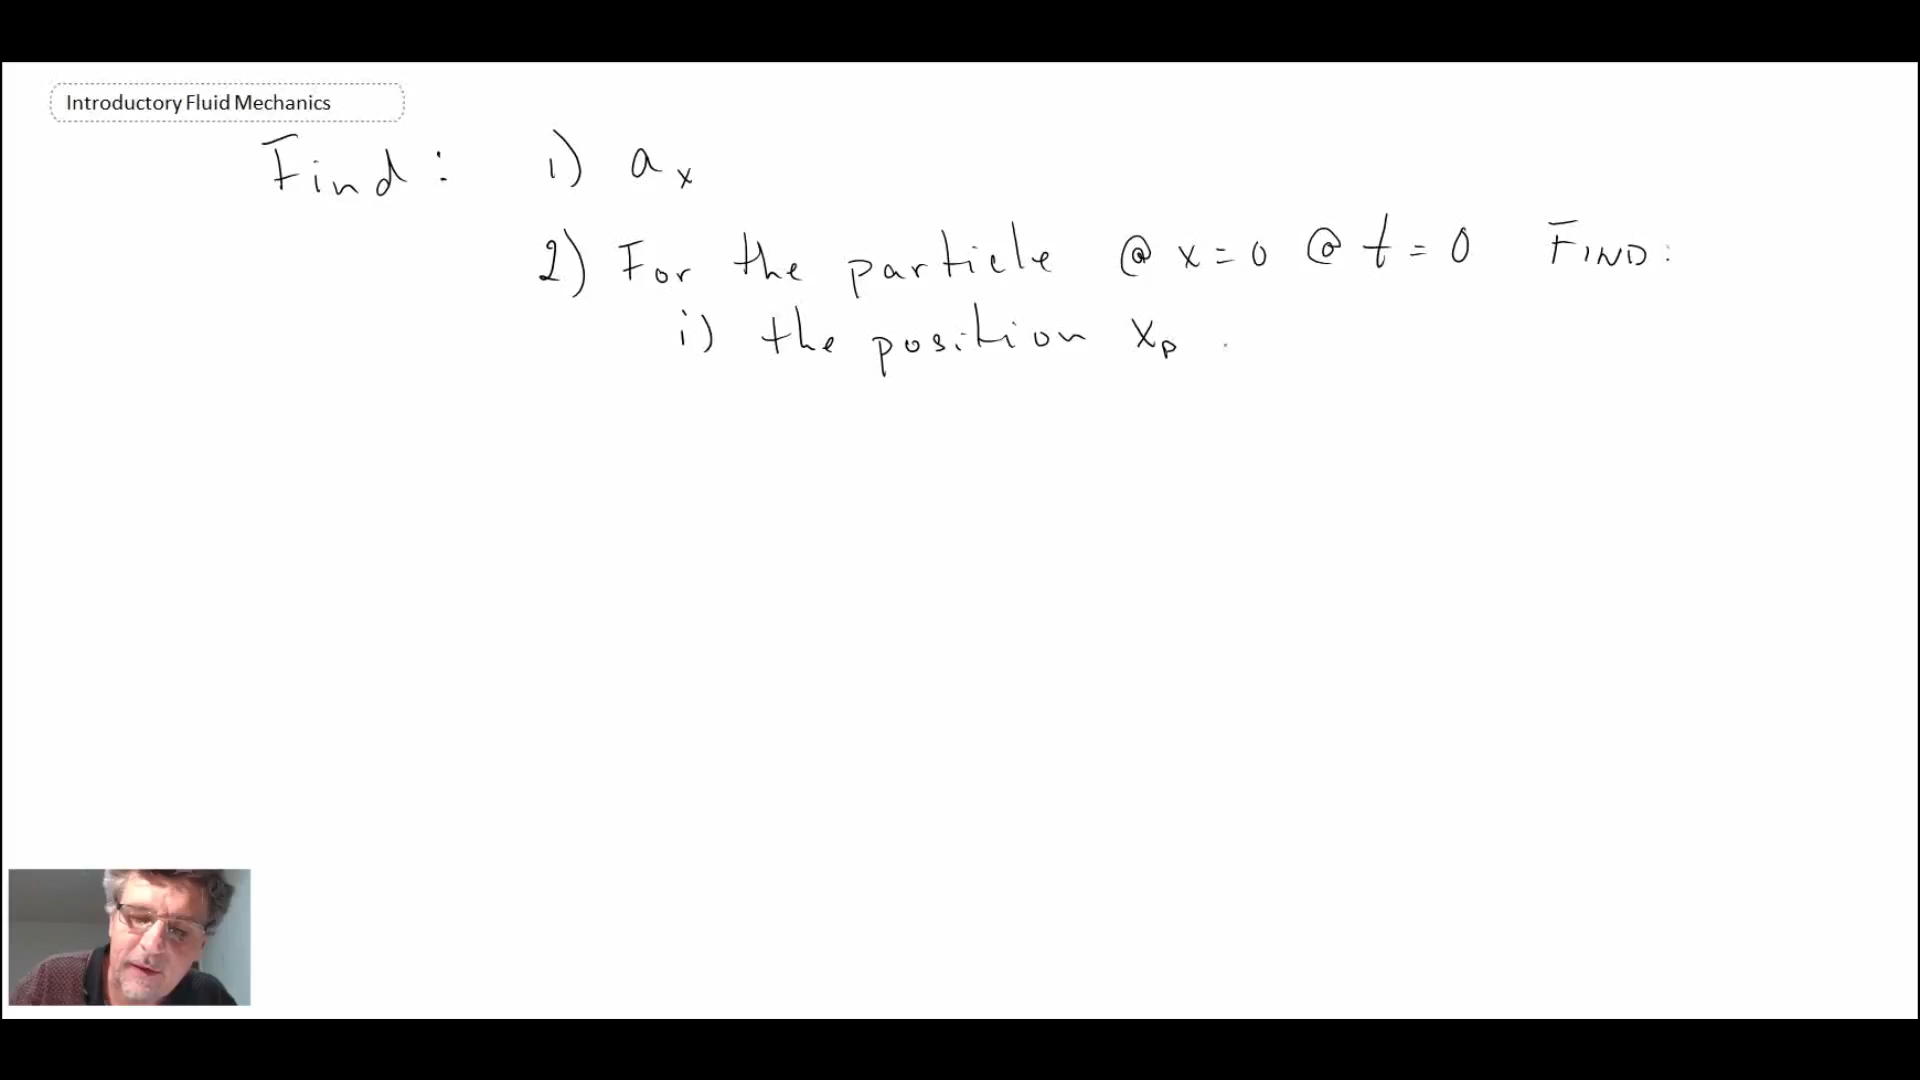 Introductory Fluid Mechanics
Find: 1) ax
2) For the particle @ x=0 @ t=0 FIND:
i) the position xp